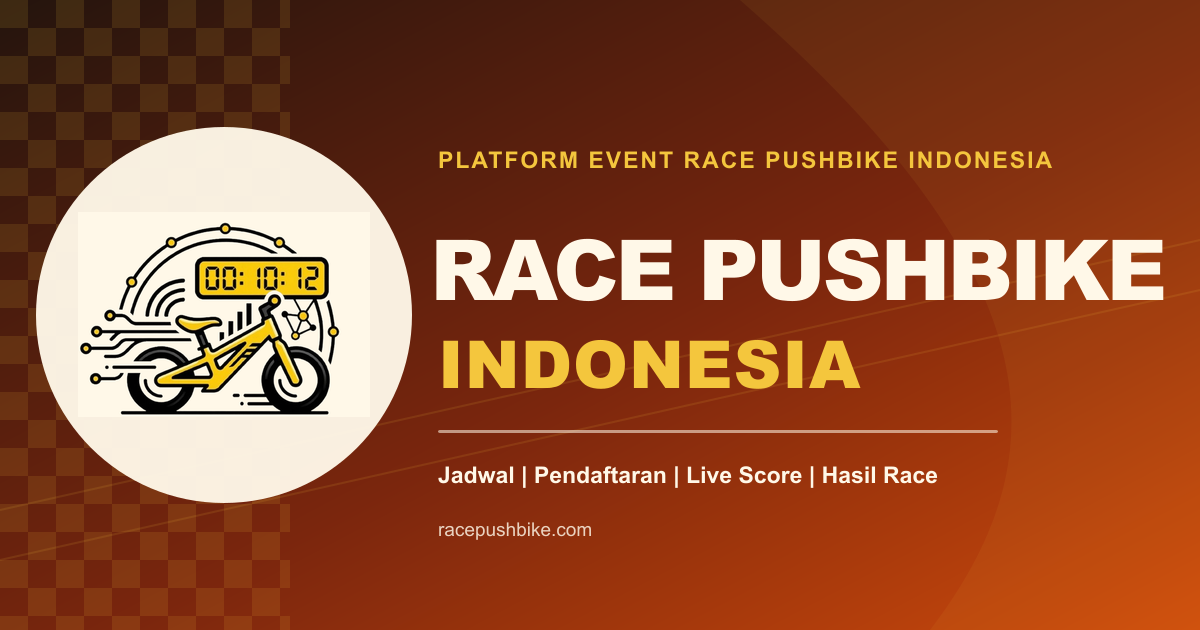 PLATFORM EVENT RACE PUSHBIKE INDONESIA
00:10:12
RACE PUSHBIKE
INDONESIA
Jadwal | Pendaftaran | Live Score | Hasil Race
racepushbike.com